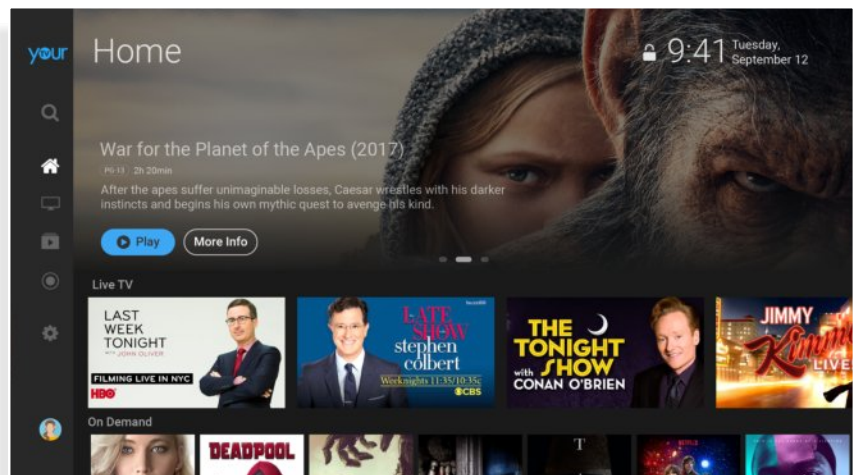 your
tv
Home
9:41
Tuesday,
September 12
War for the Planet of the Apes (2017)
PG-13 2h 20min
After the apes suffer unimaginable losses, Caesar wrestles with his darker
instincts and begins his own mythic quest to avenge his kind.
Play
More Info
Live TV
LAST
WEEK
TONIGHT
WITH JOHN OLIVER
FILMING LIVE IN NYC
HBO
LATE
SHOW
stephen
colbert
Weeknights 11:35/10:35c
CBS
THE
TONIGHT
SHOW
with
CONAN O'BRIEN
JIMMY
Kimmel
LIVE
On Demand
DEADPOOL
T
NETFLIX